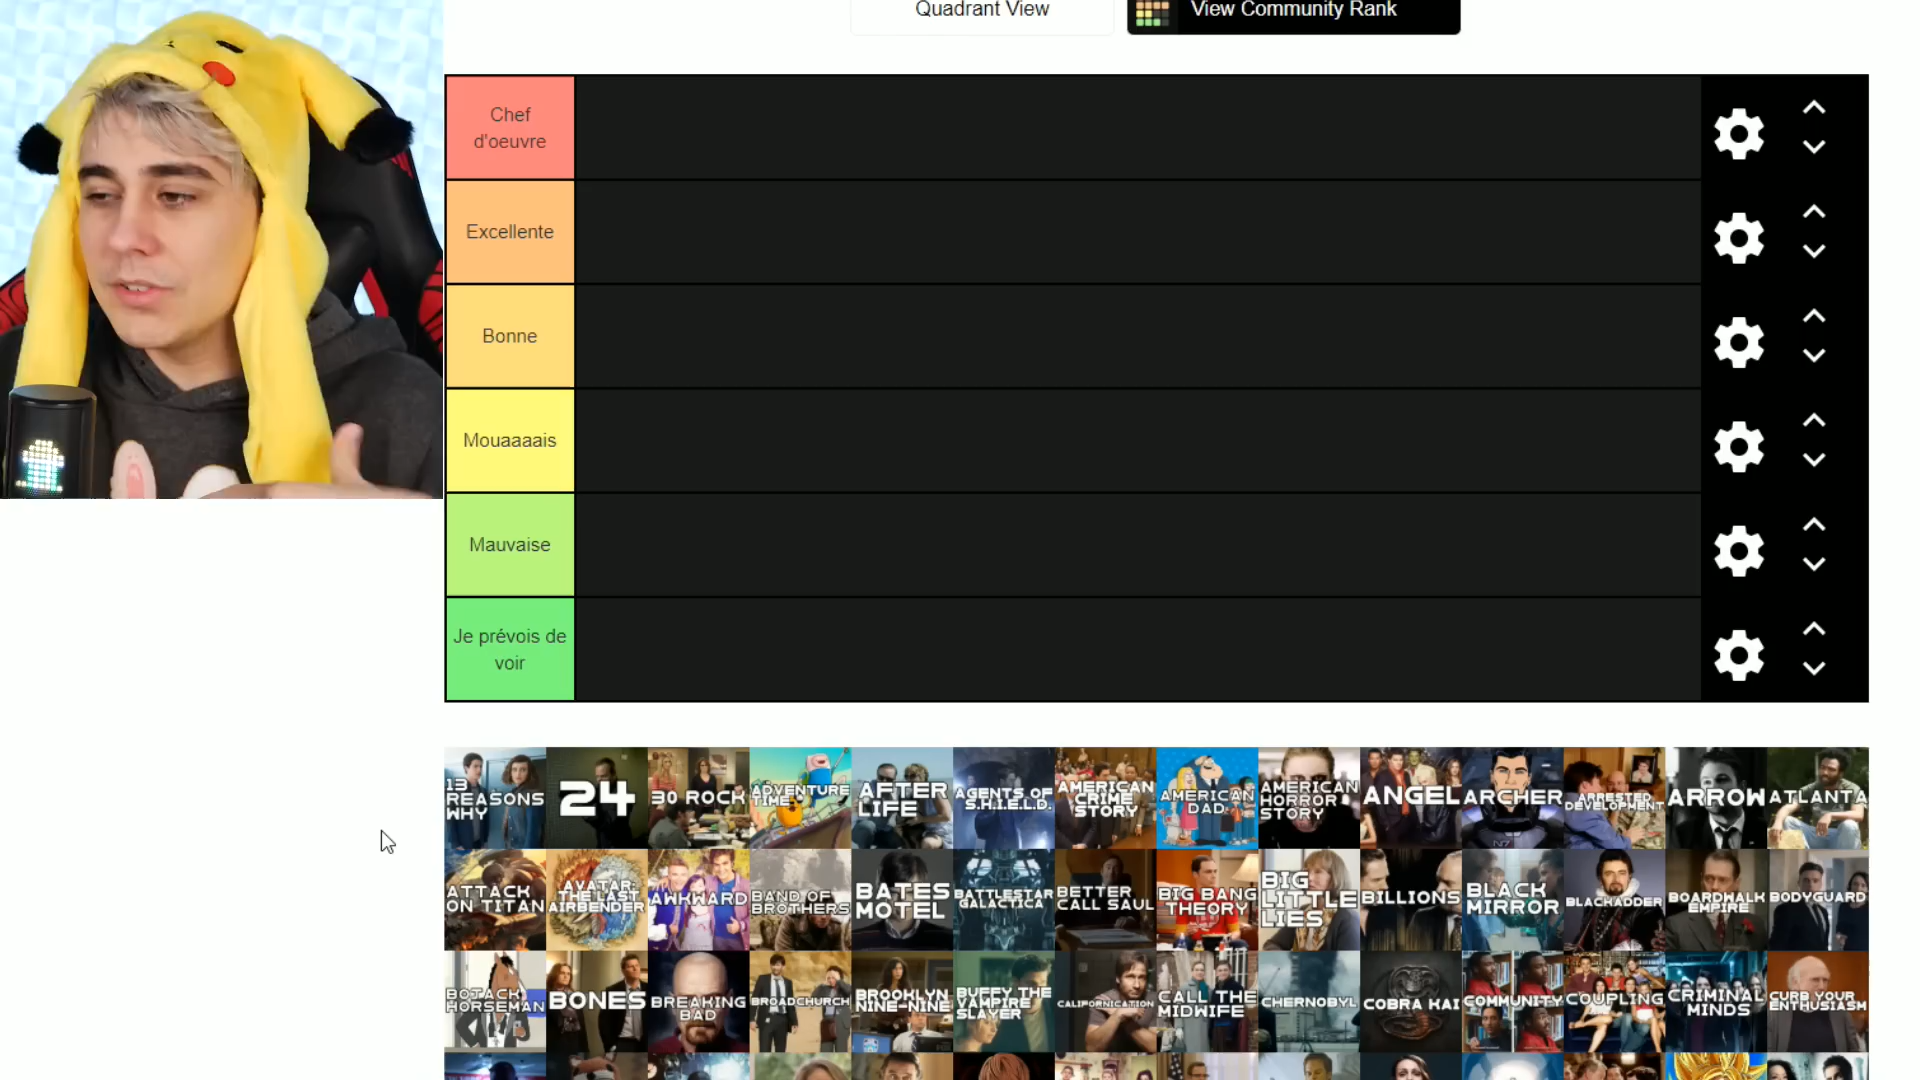 Quadrant View
View Community Rank
Chef
d'oeuvre
Excellente
Bonne
Mouaaaais
Mauvaise
Je prévois de
voir
13
REASONS
WHY
24
30 ROCK
ADVENTURE
TIME
AFTER
LIFE
AGENTS OF
S.H.I.E.L.D.
AMERICAN
CRIME
STORY
AMERICAN
DAD
AMERICAN
HORROR
STORY
ANGEL
ARCHER
N7
ARRESTED
DEVELOPMENT
ARROW
ATLANTA
ATTACK
ON TITAN
AVATAR:
THE LAST
AIRBENDER
AWKWARD
BAND OF
BROTHERS
BATES
MOTEL
BATTLESTAR
GALACTICA
BETTER
CALL SAUL
BIG BANG
THEORY
BIG
LITTLE
LIES
BILLIONS
BLACK
MIRROR
BLACKADDER
BOARDWALK
EMPIRE
BODYGUARD
BOJACK
HORSEMAN
BONES
BREAKING
BAD
BROADCHURCH
BROOKLYN
NINE-NINE
BUFFY THE
VAMPIRE
SLAYER
CALIFORNICATION
CALL THE
MIDWIFE
CHERNOBYL
COBRA KAI
COMMUNITY
COUPLING
CRIMINAL
MINDS
CURB YOUR
ENTHUSIASM